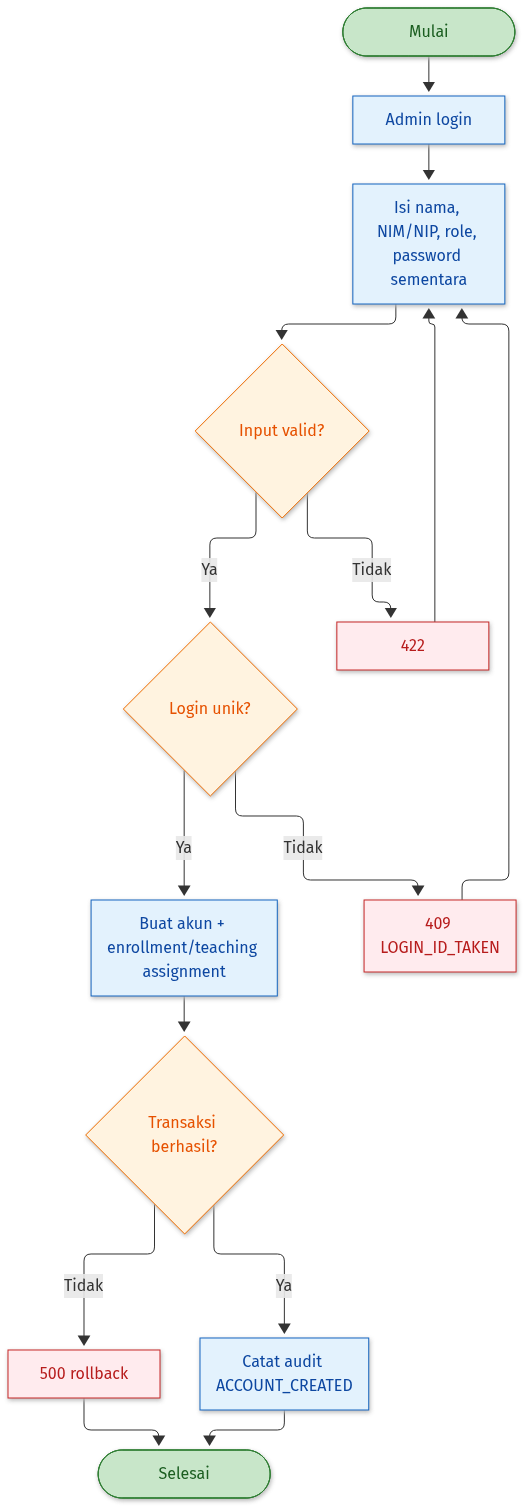 Mulai
Admin login
Isi nama,
NIM/NIP, role,
password
sementara
Input valid?
Ya
Tidak
422
Login unik?
Ya
Tidak
Buat akun +
enrollment/teaching
assignment
409
LOGIN_ID_TAKEN
Transaksi
berhasil?
Tidak
Ya
500 rollback
Catat audit
ACCOUNT_CREATED
Selesai